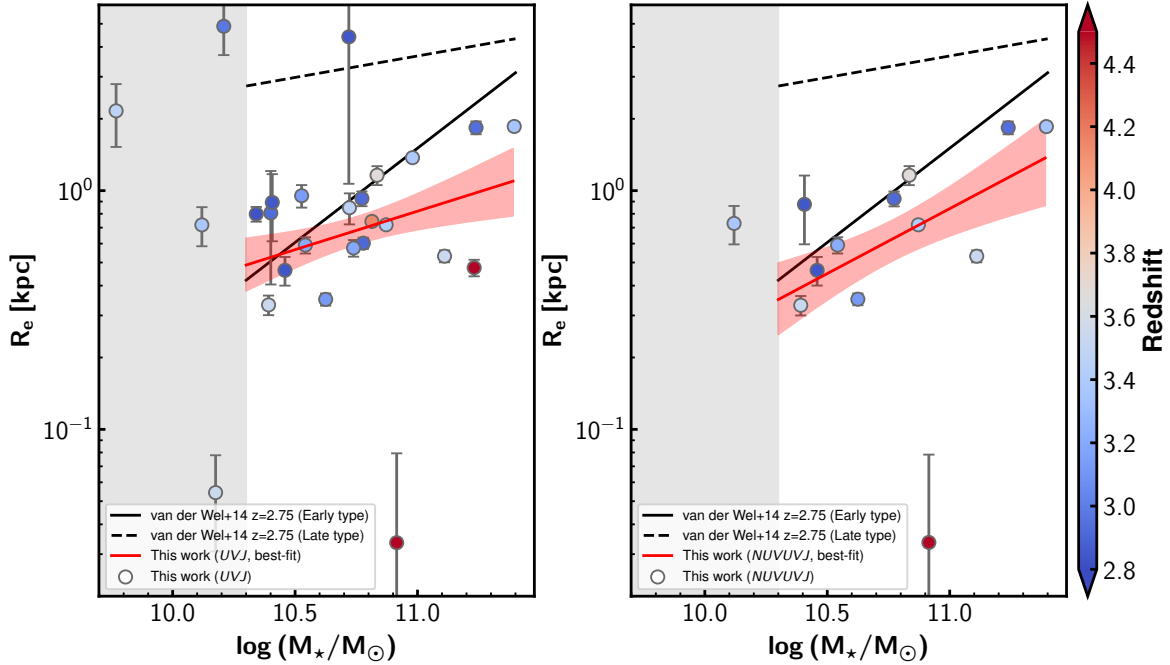 10⁰
10⁻¹
Rₑ [kpc]
10.0
10.5
11.0
log (M⋆/M⊙)
van der Wel+14 z=2.75 (Early type)
van der Wel+14 z=2.75 (Late type)
This work (UVJ, best-fit)
This work (UVJ)
10⁰
10⁻¹
Rₑ [kpc]
10.0
10.5
11.0
log (M⋆/M⊙)
van der Wel+14 z=2.75 (Early type)
van der Wel+14 z=2.75 (Late type)
This work (NUVUVJ, best-fit)
This work (NUVUVJ)
4.4
4.2
4.0
3.8
3.6
3.4
3.2
3.0
2.8
Redshift